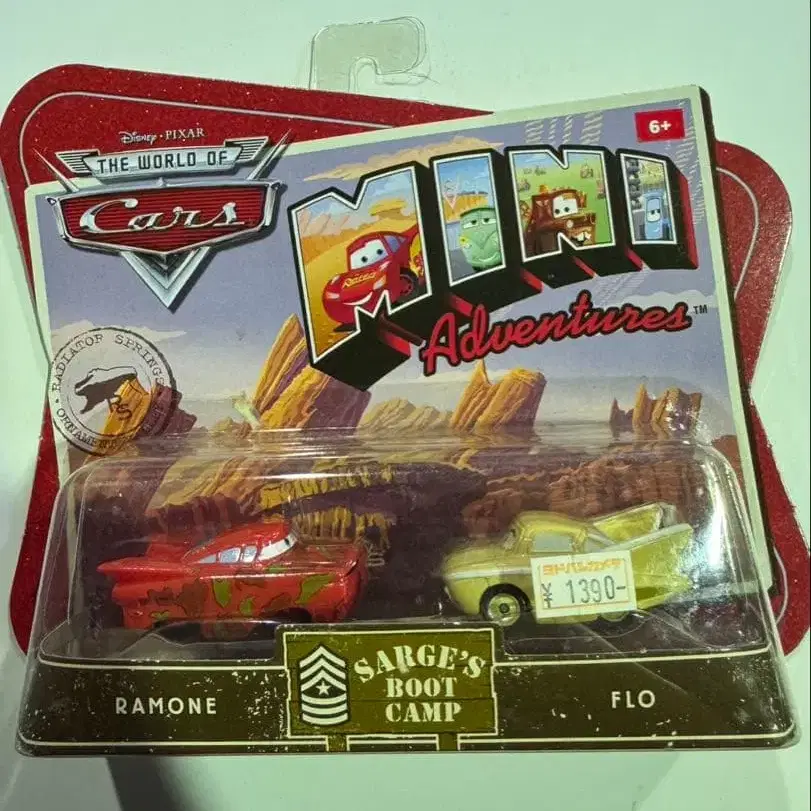 DISNEY · PIXAR
THE WORLD OF
Cars
6+
MINI
Adventures™
RADIATOR SPRINGS
RS
ヨドバシカメラ
¥1390-
SARGE'S
BOOT
CAMP
RAMONE
FLO